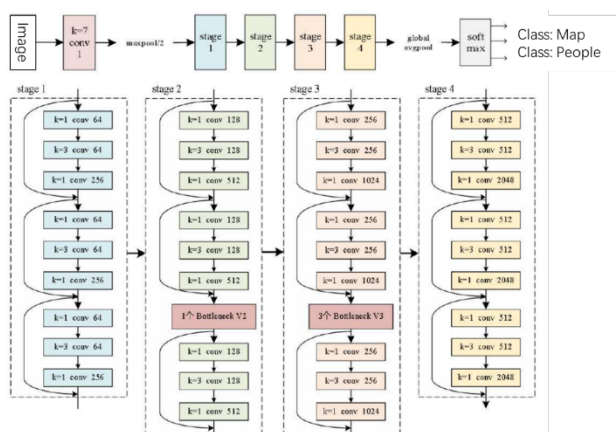 Image
k=7
conv
1
maxpool/2
stage
1
stage
2
stage
3
stage
4
global
avgpool
soft
max
Class: Map
Class: People
stage 1
k=1 conv 64
k=3 conv 64
k=1 conv 256
k=1 conv 64
k=3 conv 64
k=1 conv 256
k=1 conv 64
k=3 conv 64
k=1 conv 256
stage 2
k=1 conv 128
k=3 conv 128
k=1 conv 512
k=1 conv 128
k=3 conv 128
k=1 conv 512
1个 Bottleneck V2
k=1 conv 128
k=3 conv 128
k=1 conv 512
stage 3
k=1 conv 256
k=3 conv 256
k=1 conv 1024
k=1 conv 256
k=3 conv 256
k=1 conv 1024
3个 Bottleneck V3
k=1 conv 256
k=3 conv 256
k=1 conv 1024
stage 4
k=1 conv 512
k=3 conv 512
k=1 conv 2048
k=1 conv 512
k=3 conv 512
k=1 conv 2048
k=1 conv 512
k=3 conv 512
k=1 conv 2048